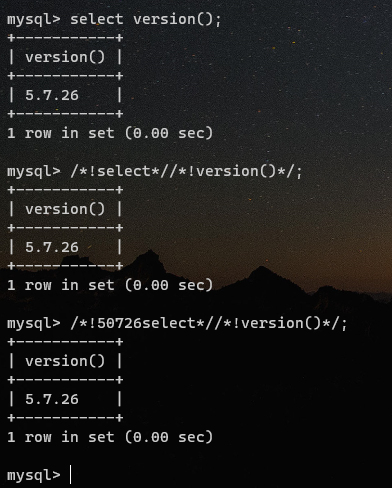 mysql> select version();
+-----------+
| version() |
+-----------+
| 5.7.26    |
+-----------+
1 row in set (0.00 sec)

mysql> /*!select*//*!version()*/;
+-----------+
| version() |
+-----------+
| 5.7.26    |
+-----------+
1 row in set (0.00 sec)

mysql> /*!50726select*//*!version()*/;
+-----------+
| version() |
+-----------+
| 5.7.26    |
+-----------+
1 row in set (0.00 sec)

mysql>